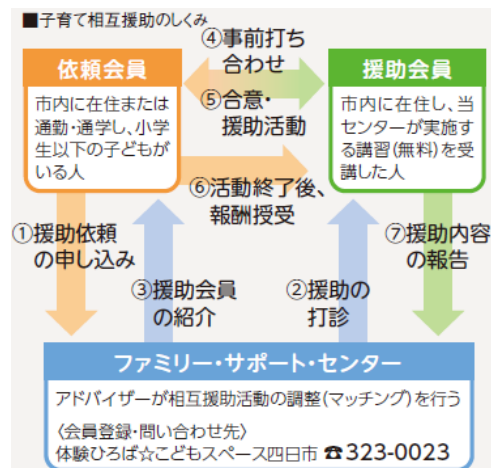 ■子育て相互援助のしくみ
依頼会員
市内に在住または
通勤・通学し、小学
生以下の子どもが
いる人
④事前打ち
合わせ
⑤合意・
援助活動
⑥活動終了後、
報酬授受
援助会員
市内に在住し、当
センターが実施す
る講習(無料)を受
講した人
①援助依頼
の申し込み
③援助会員
の紹介
②援助の
打診
⑦援助内容
の報告
ファミリー・サポート・センター
アドバイザーが相互援助活動の調整(マッチング)を行う
〈会員登録・問い合わせ先〉
体験ひろば☆こどもスペース四日市 ☎323-0023